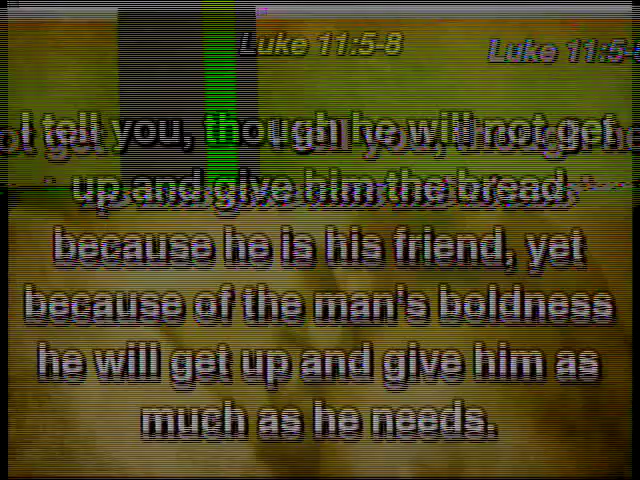 Luke 11:5-8 Luke 11:5-8
I tell you, though he will not get
up and give him the bread
because he is his friend, yet
because of the man's boldness
he will get up and give him as
much as he needs.